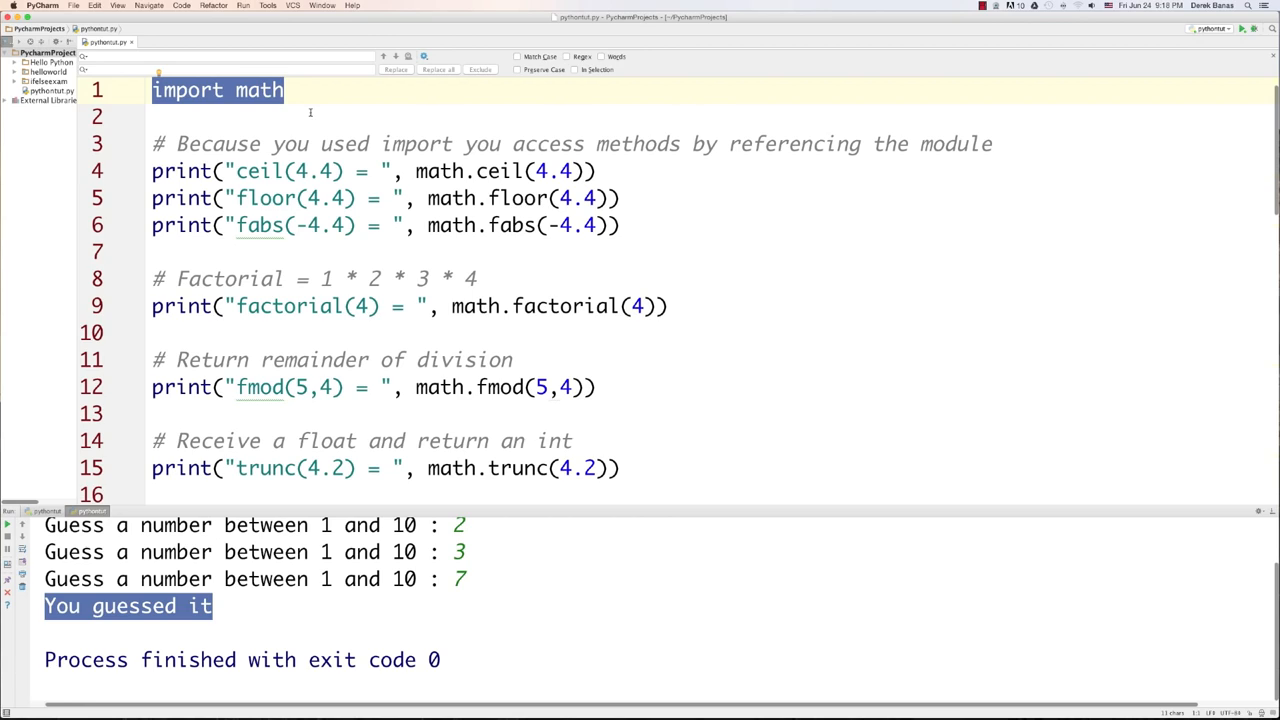 PyCharm File Edit View Navigate Code Refactor Run Tools VCS Window Help
Fri Jun 24 9:18 PM Derek Banas
pythontut.py - PycharmProjects - [~/PycharmProjects]
PycharmProjects pythontut.py
pythontut
pythontut.py
PycharmProject
Hello Python
helloworld
ifelseexam
pythontut.py
External Librarie
Match Case Regex Words
Replace Replace all Exclude Preserve Case In Selection
1 import math
2
3 # Because you used import you access methods by referencing the module
4 print("ceil(4.4) = ", math.ceil(4.4))
5 print("floor(4.4) = ", math.floor(4.4))
6 print("fabs(-4.4) = ", math.fabs(-4.4))
7
8 # Factorial = 1 * 2 * 3 * 4
9 print("factorial(4) = ", math.factorial(4))
10
11 # Return remainder of division
12 print("fmod(5,4) = ", math.fmod(5,4))
13
14 # Receive a float and return an int
15 print("trunc(4.2) = ", math.trunc(4.2))
16
Run: pythontut pythontut
Guess a number between 1 and 10 : 2
Guess a number between 1 and 10 : 3
Guess a number between 1 and 10 : 7
You guessed it
Process finished with exit code 0
11 chars 1:1 LF÷ UTF-8÷